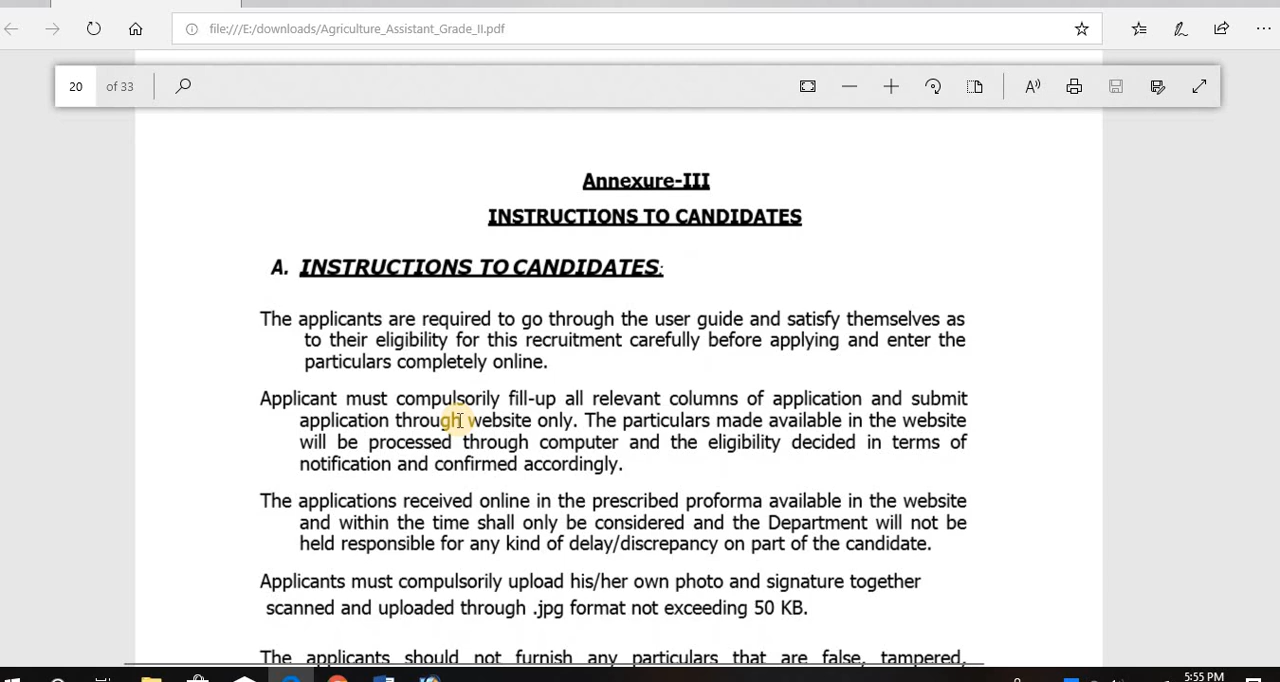 file:///E:/downloads/Agriculture_Assistant_Grade_II.pdf
20 of 33
Annexure-III
INSTRUCTIONS TO CANDIDATES
A. INSTRUCTIONS TO CANDIDATES:
The applicants are required to go through the user guide and satisfy themselves as
to their eligibility for this recruitment carefully before applying and enter the
particulars completely online.
Applicant must compulsorily fill-up all relevant columns of application and submit
application through website only. The particulars made available in the website
will be processed through computer and the eligibility decided in terms of
notification and confirmed accordingly.
The applications received online in the prescribed proforma available in the website
and within the time shall only be considered and the Department will not be
held responsible for any kind of delay/discrepancy on part of the candidate.
Applicants must compulsorily upload his/her own photo and signature together
scanned and uploaded through .jpg format not exceeding 50 KB.
The applicants should not furnish any particulars that are false, tampered,
5:55 PM